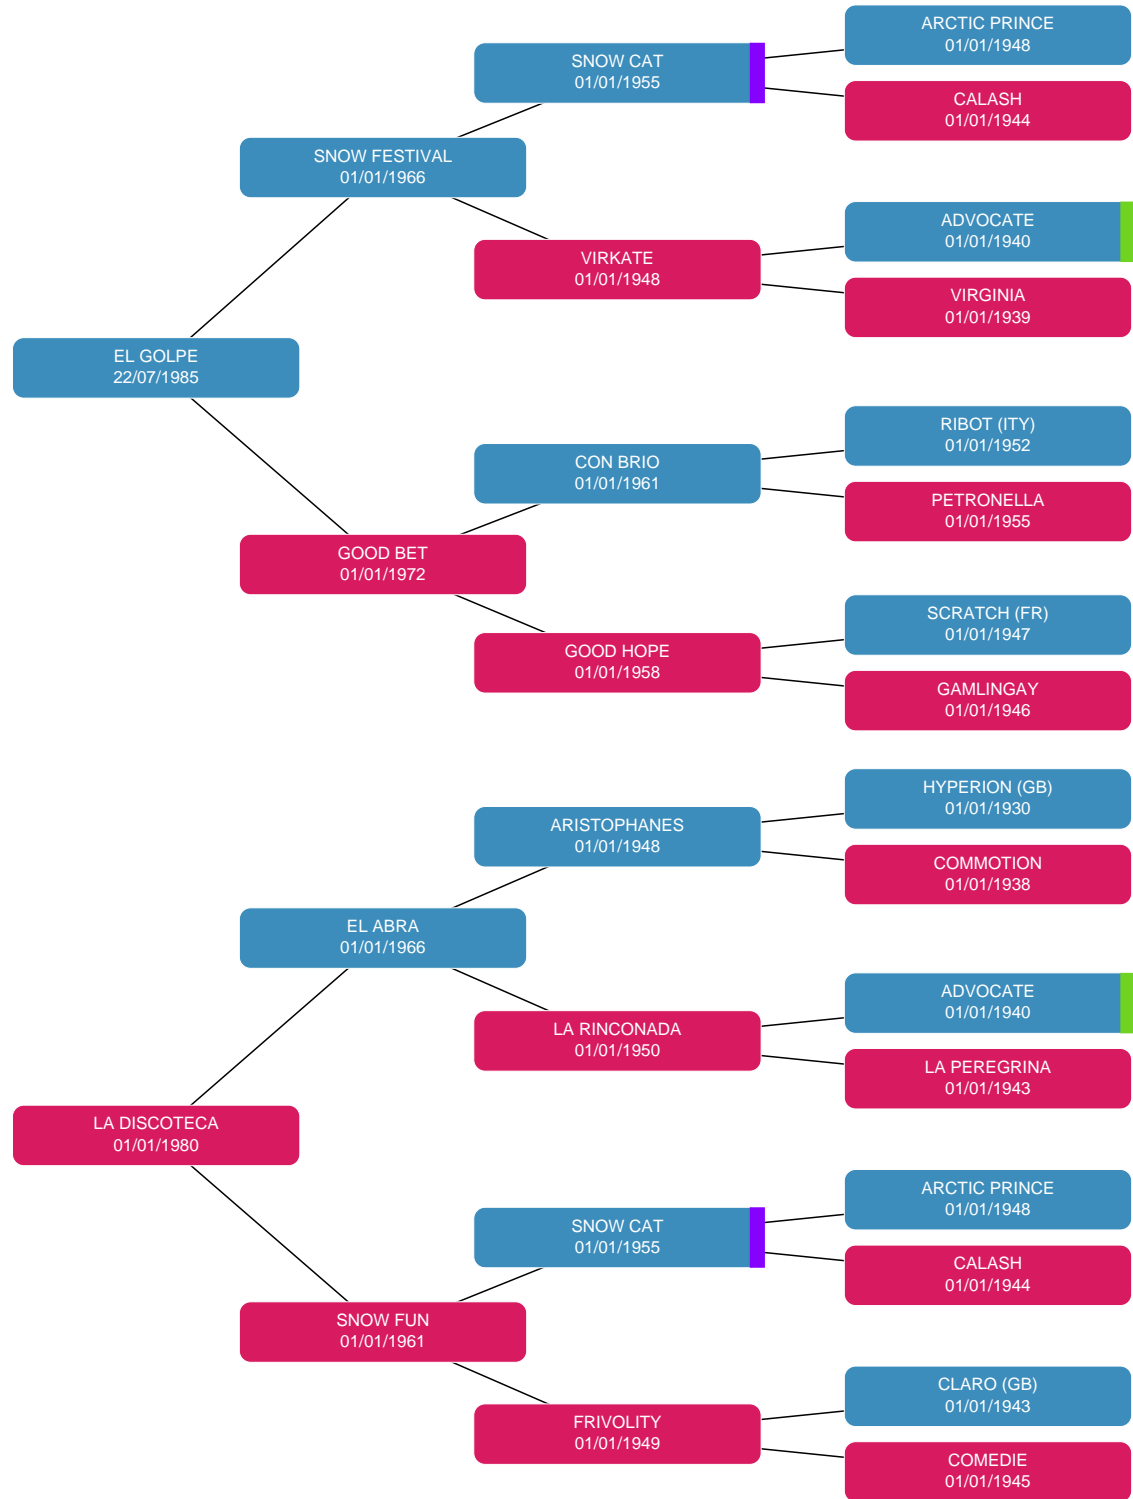 ARCTIC PRINCE
01/01/1948
SNOW CAT
01/01/1955
CALASH
01/01/1944
SNOW FESTIVAL
01/01/1966
ADVOCATE
01/01/1940
VIRKATE
01/01/1948
VIRGINIA
01/01/1939
EL GOLPE
22/07/1985
RIBOT (ITY)
01/01/1952
CON BRIO
01/01/1961
PETRONELLA
01/01/1955
GOOD BET
01/01/1972
SCRATCH (FR)
01/01/1947
GOOD HOPE
01/01/1958
GAMLINGAY
01/01/1946
HYPERION (GB)
01/01/1930
ARISTOPHANES
01/01/1948
COMMOTION
01/01/1938
EL ABRA
01/01/1966
ADVOCATE
01/01/1940
LA RINCONADA
01/01/1950
LA PEREGRINA
01/01/1943
LA DISCOTECA
01/01/1980
ARCTIC PRINCE
01/01/1948
SNOW CAT
01/01/1955
CALASH
01/01/1944
SNOW FUN
01/01/1961
CLARO (GB)
01/01/1943
FRIVOLITY
01/01/1949
COMEDIE
01/01/1945